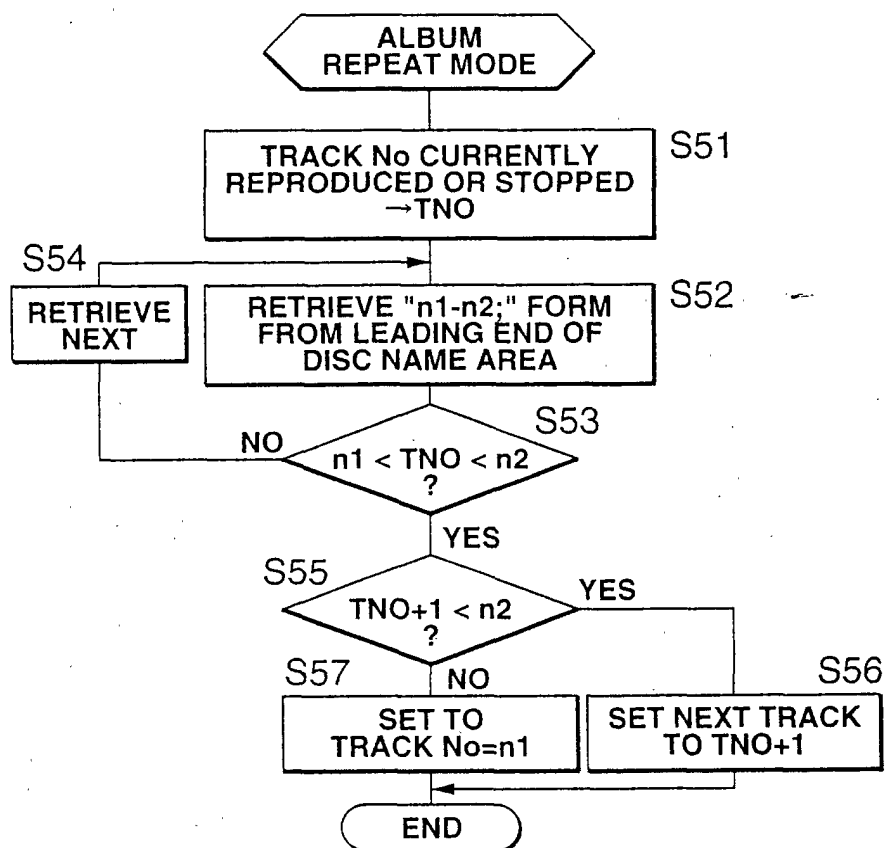 ALBUM
REPEAT MODE
S51
TRACK No CURRENTLY
REPRODUCED OR STOPPED
→TNO
S54
RETRIEVE
NEXT
S52
RETRIEVE "n1-n2;" FORM
FROM LEADING END OF
DISC NAME AREA
S53
NO
n1 < TNO < n2
?
YES
S55
YES
TNO+1 < n2
?
S57
NO
S56
SET TO
TRACK No=n1
SET NEXT TRACK
TO TNO+1
END